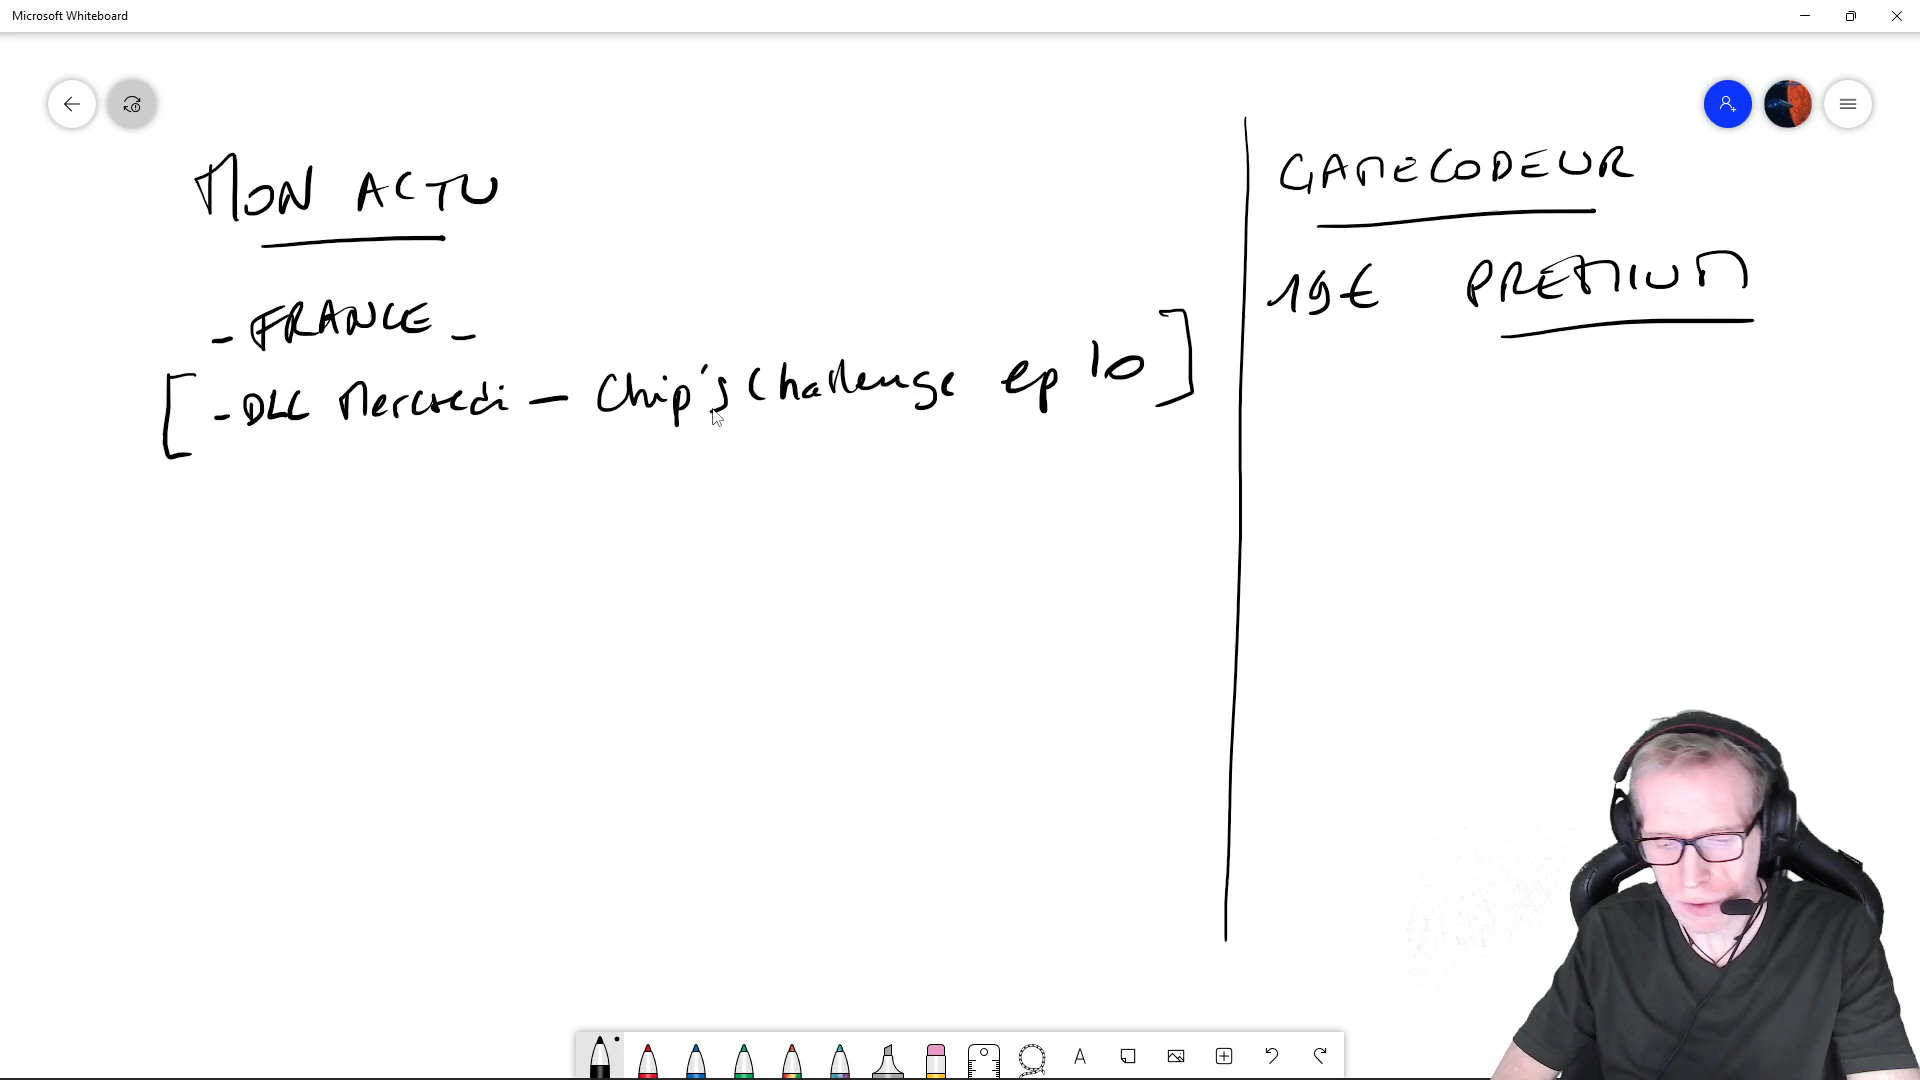 Microsoft Whiteboard
MON ACTU
- FRANCE -
[ - DLC Mercredi — Chip's Challenge ep 10 ]
GAMECODEUR
19€ PREMIUM
A